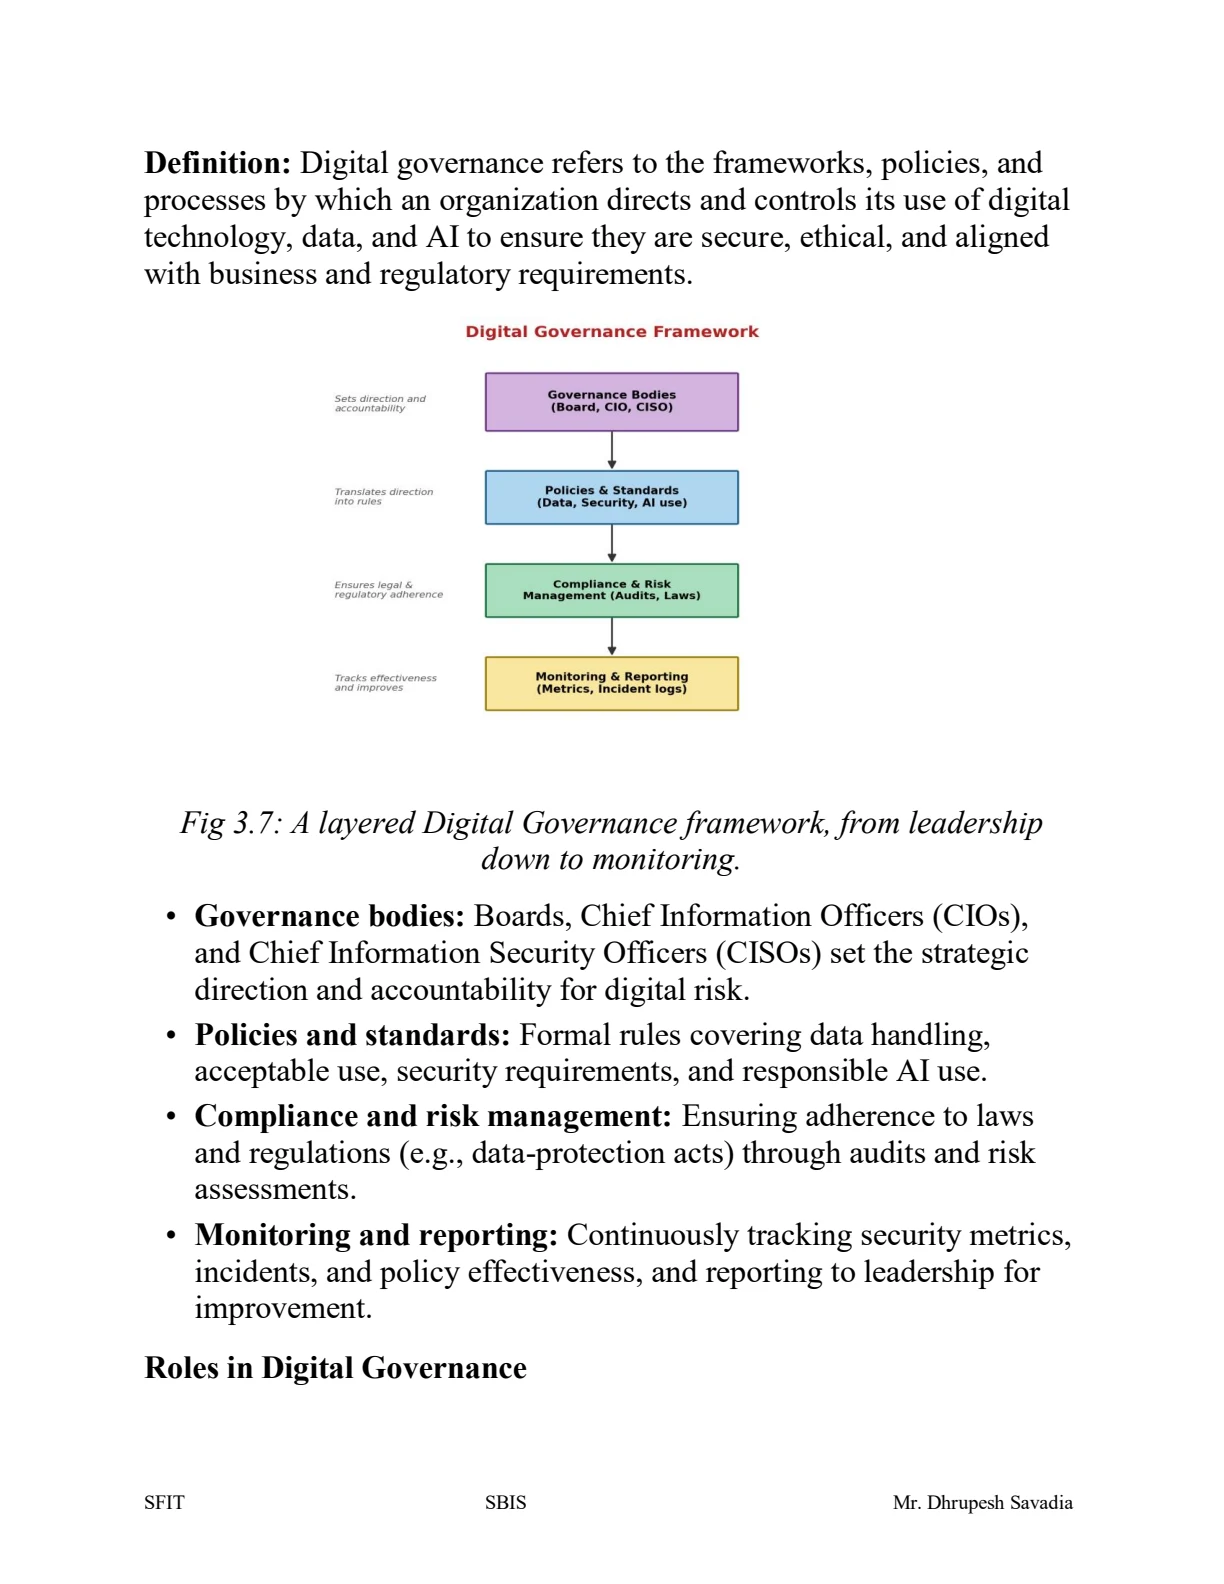 Definition: Digital governance refers to the frameworks, policies, and
processes by which an organization directs and controls its use of digital
technology, data, and AI to ensure they are secure, ethical, and aligned
with business and regulatory requirements.
Digital Governance Framework
Sets direction and
accountability
Governance Bodies
(Board, CIO, CISO)
Translates direction
into rules
Policies & Standards
(Data, Security, AI use)
Ensures legal &
regulatory adherence
Compliance & Risk
Management (Audits, Laws)
Tracks effectiveness
and improves
Monitoring & Reporting
(Metrics, Incident logs)
Fig 3.7: A layered Digital Governance framework, from leadership
down to monitoring.
• Governance bodies: Boards, Chief Information Officers (CIOs),
and Chief Information Security Officers (CISOs) set the strategic
direction and accountability for digital risk.
• Policies and standards: Formal rules covering data handling,
acceptable use, security requirements, and responsible AI use.
• Compliance and risk management: Ensuring adherence to laws
and regulations (e.g., data-protection acts) through audits and risk
assessments.
• Monitoring and reporting: Continuously tracking security metrics,
incidents, and policy effectiveness, and reporting to leadership for
improvement.
Roles in Digital Governance
SFIT SBIS Mr. Dhrupesh Savadia